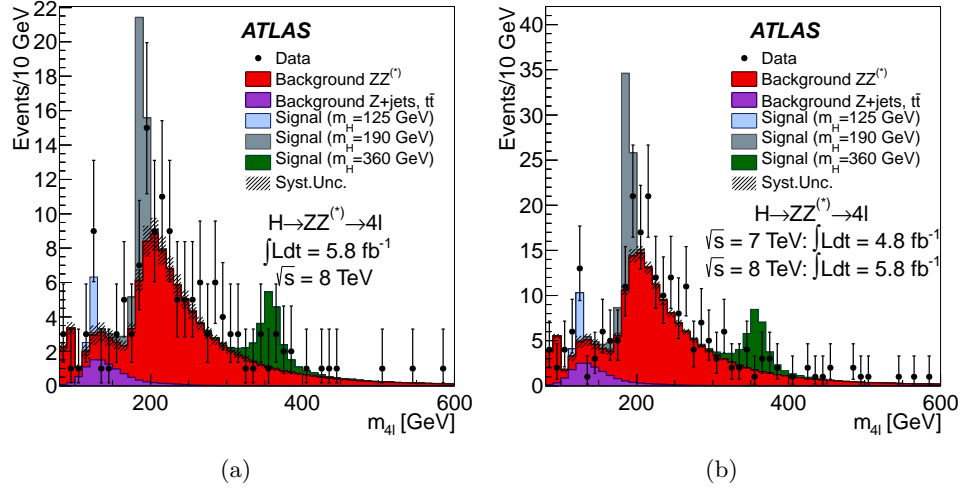 ATLAS
Data
Background ZZ(*)
Background Z+jets, tt̄
Signal (mH=125 GeV)
Signal (mH=190 GeV)
Signal (mH=360 GeV)
Syst.Unc.
H→ZZ(*)→4l
∫Ldt = 5.8 fb-1
√s = 8 TeV
Events/10 GeV
22
20
18
16
14
12
10
8
6
4
2
0
200 400 600
m4l [GeV]
(a)
ATLAS
Data
Background ZZ(*)
Background Z+jets, tt̄
Signal (mH=125 GeV)
Signal (mH=190 GeV)
Signal (mH=360 GeV)
Syst.Unc.
H→ZZ(*)→4l
√s = 7 TeV: ∫Ldt = 4.8 fb-1
√s = 8 TeV: ∫Ldt = 5.8 fb-1
Events/10 GeV
40
35
30
25
20
15
10
5
0
200 400 600
m4l [GeV]
(b)